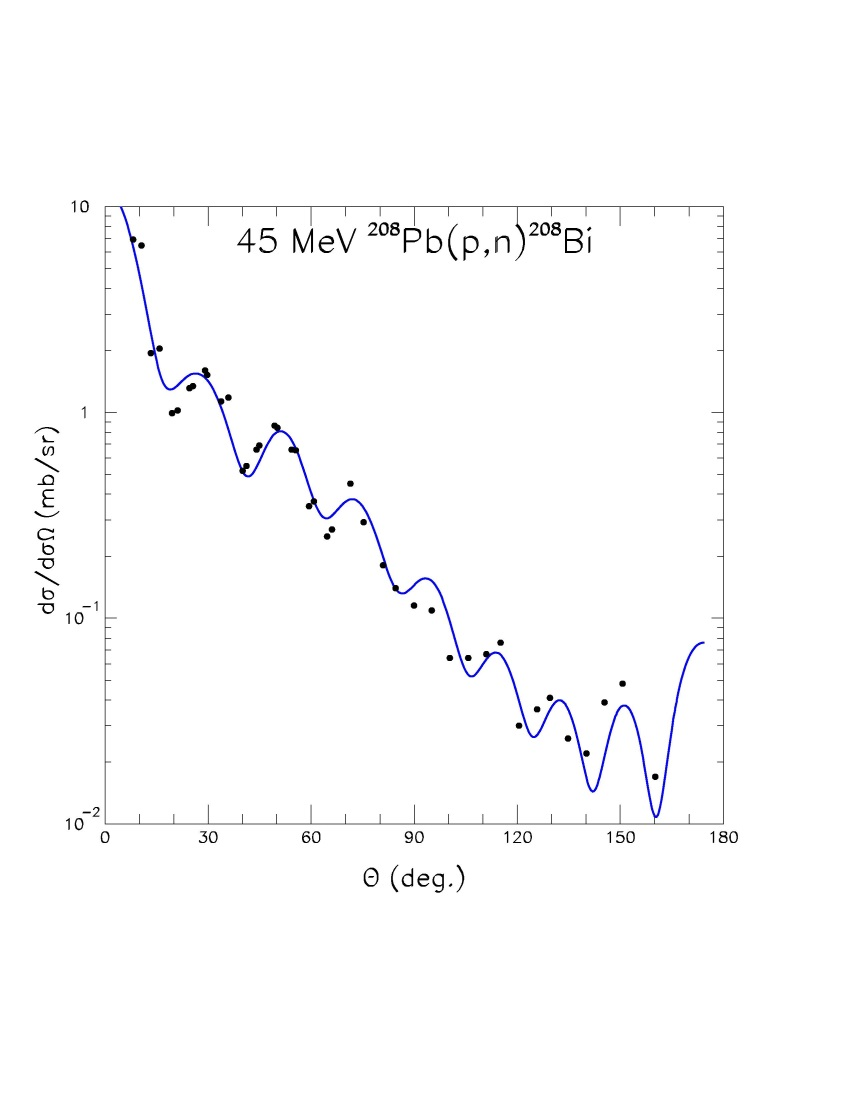 45 MeV ²⁰⁸Pb(p,n)²⁰⁸Bi
10
1
10⁻¹
10⁻²
dσ/dσΩ (mb/sr)
0 30 60 90 120 150 180
Θ (deg.)